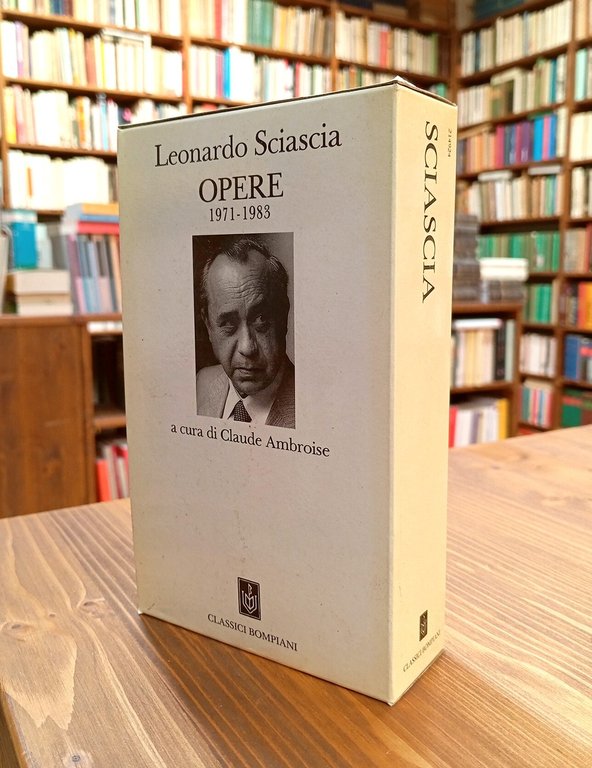 Leonardo Sciascia
OPERE
1971-1983
a cura di Claude Ambroise
CLASSICI BOMPIANI
SCIASCIA
CLASSICI BOMPIANI